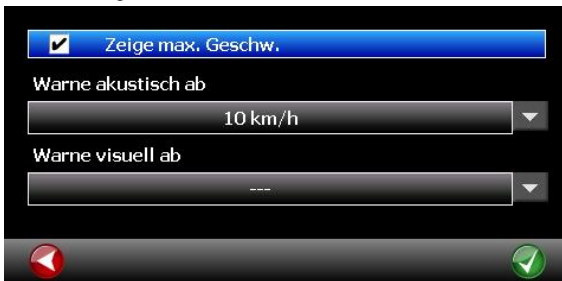 Zeige max. Geschw.
Warne akustisch ab
10 km/h
Warne visuell ab
---